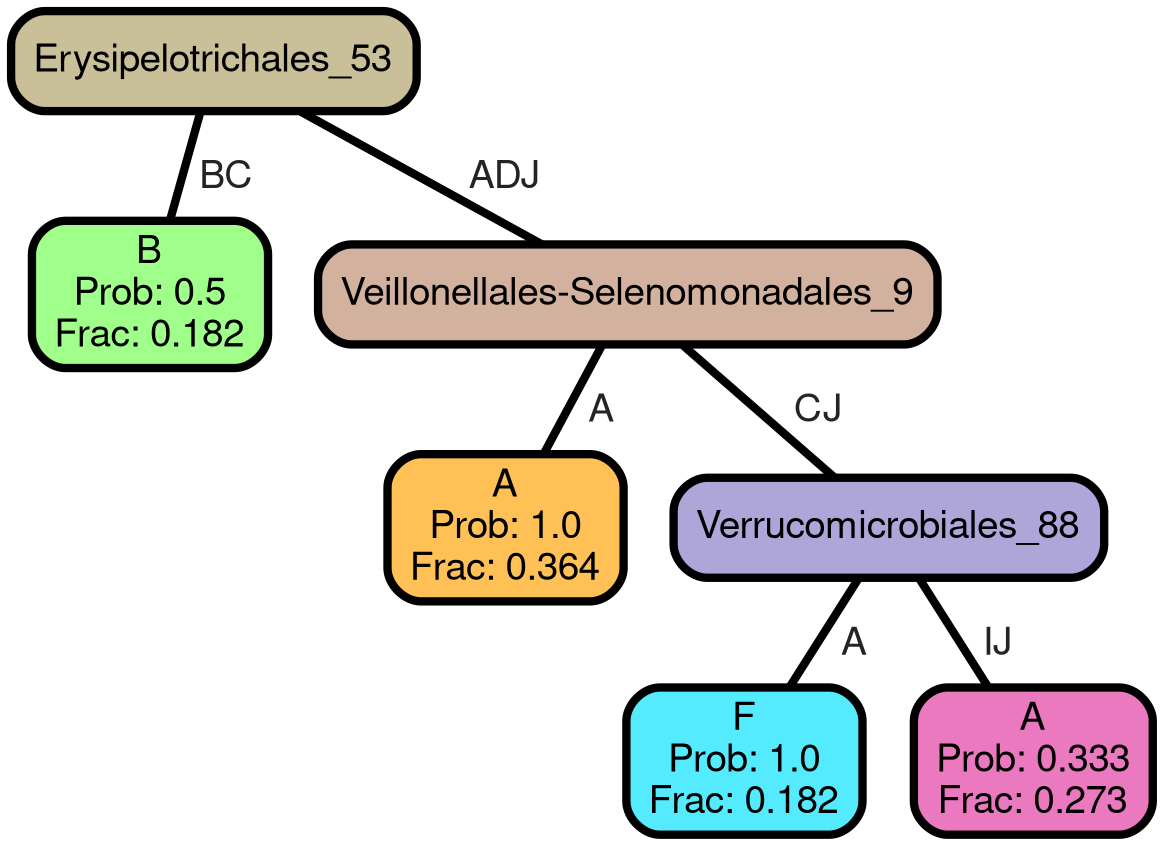 Erysipelotrichales_53
BC
ADJ
B
Prob: 0.5
Frac: 0.182
Veillonellales-Selenomonadales_9
A
CJ
A
Prob: 1.0
Frac: 0.364
Verrucomicrobiales_88
A
IJ
F
Prob: 1.0
Frac: 0.182
A
Prob: 0.333
Frac: 0.273